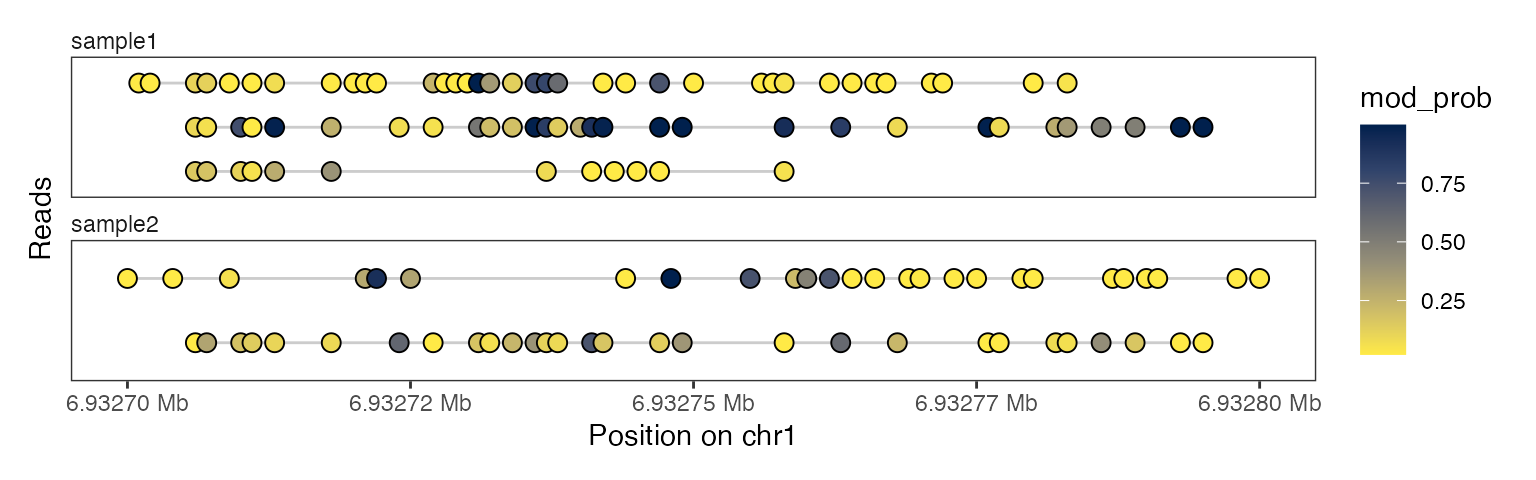 sample1
sample2
Reads
6.93270 Mb 6.93272 Mb 6.93275 Mb 6.93277 Mb 6.93280 Mb
Position on chr1
mod_prob
0.75
0.50
0.25